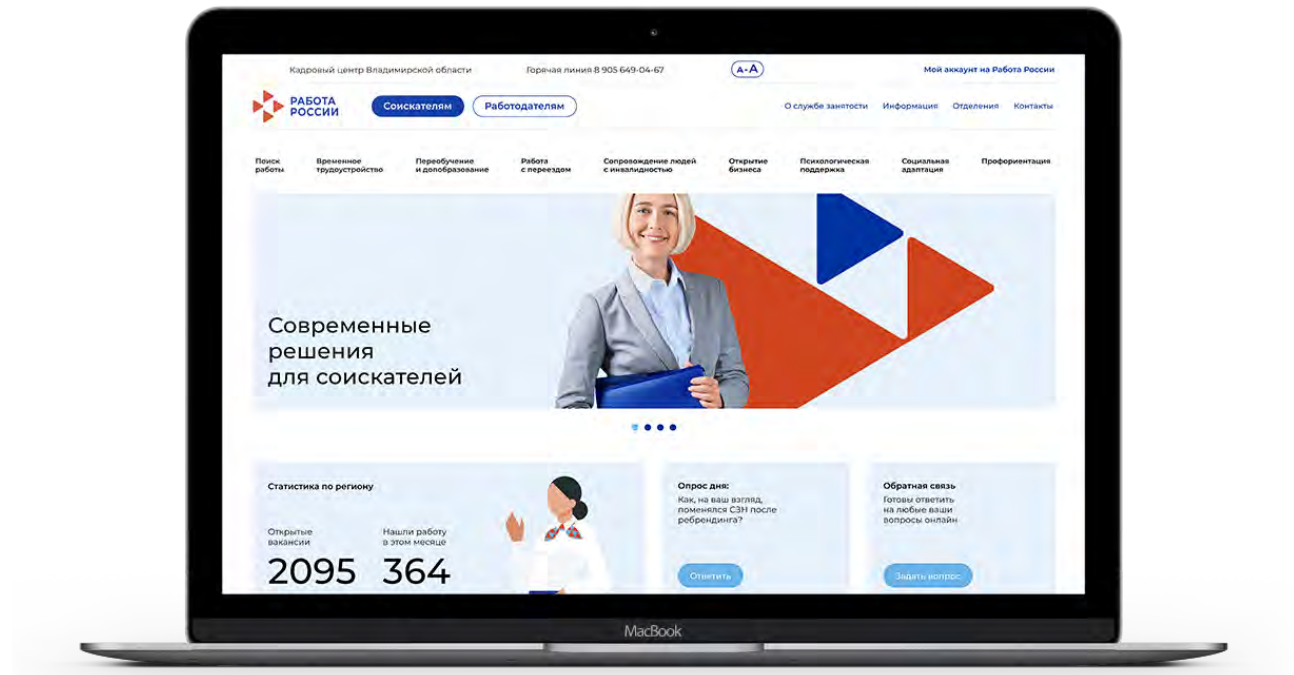 Кадровый центр Владимирской области
Горячая линия 8 905 649-04-67
А-А
Мой аккаунт на Работа России
РАБОТА
РОССИИ
Соискателям
Работодателям
О службе занятости
Информация
Отделения
Контакты
Поиск
работы
Временное
трудоустройство
Переобучение
и допобразование
Работа
с переездом
Сопровождение людей
с инвалидностью
Открытие
бизнеса
Психологическая
поддержка
Социальная
адаптация
Профориентация
Современные
решения
для соискателей
Статистика по региону
Открытые
вакансии
2095
Нашли работу
в этом месяце
364
Опрос дня:
Как, на ваш взгляд,
поменялся СЗН после
ребрендинга?
Ответить
Обратная связь
Готовы ответить
на любые ваши
вопросы онлайн
Задать вопрос
MacBook